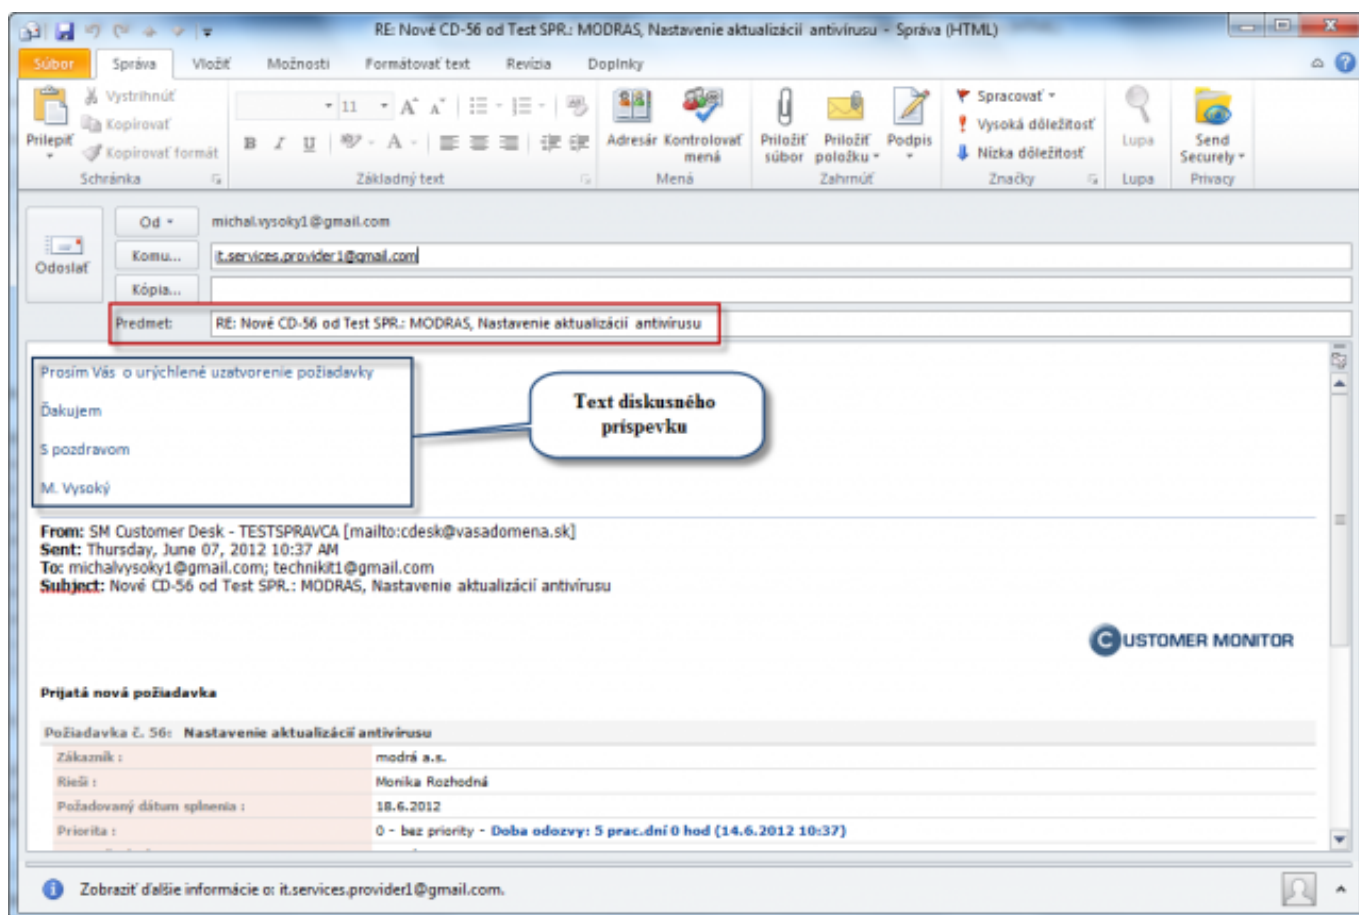 RE: Nové CD-56 od Test SPR.: MODRAS, Nastavenie aktualizácií antivírusu - Správa (HTML)
Súbor Správa Vložiť Možnosti Formátovať text Revízia Doplnky
Prilepiť
Vystrihnúť
Kopírovať
Kopírovať formát
Schránka
11
B I U
Základný text
Adresár Kontrolovať mená
Mená
Priložiť súbor Priložiť položku Podpis
Zahrnúť
Spracovať
Vysoká dôležitosť
Nízka dôležitosť
Značky
Lupa
Lupa
Send Securely
Privacy
Odoslať
Od michal.vysoky1@gmail.com
Komu... it.services.provider1@gmail.com
Kópia...
Predmet: RE: Nové CD-56 od Test SPR.: MODRAS, Nastavenie aktualizácií antivírusu
Prosím Vás o urýchlené uzatvorenie požiadavky
Ďakujem
S pozdravom
M. Vysoký
Text diskusného
príspevku
From: SM Customer Desk - TESTSPRAVCA [mailto:cdesk@vasadomena.sk]
Sent: Thursday, June 07, 2012 10:37 AM
To: michalvysoky1@gmail.com; technikit1@gmail.com
Subject: Nové CD-56 od Test SPR.: MODRAS, Nastavenie aktualizácií antivírusu
CUSTOMER MONITOR
Prijatá nová požiadavka
Požiadavka č. 56: Nastavenie aktualizácií antivírusu
Zákazník : modrá a.s.
Rieši : Monika Rozhodná
Požadovaný dátum splnenia : 18.6.2012
Priorita : 0 - bez priority - Doba odozvy: 5 prac.dní 0 hod (14.6.2012 10:37)
Zobraziť ďalšie informácie o: it.services.provider1@gmail.com.